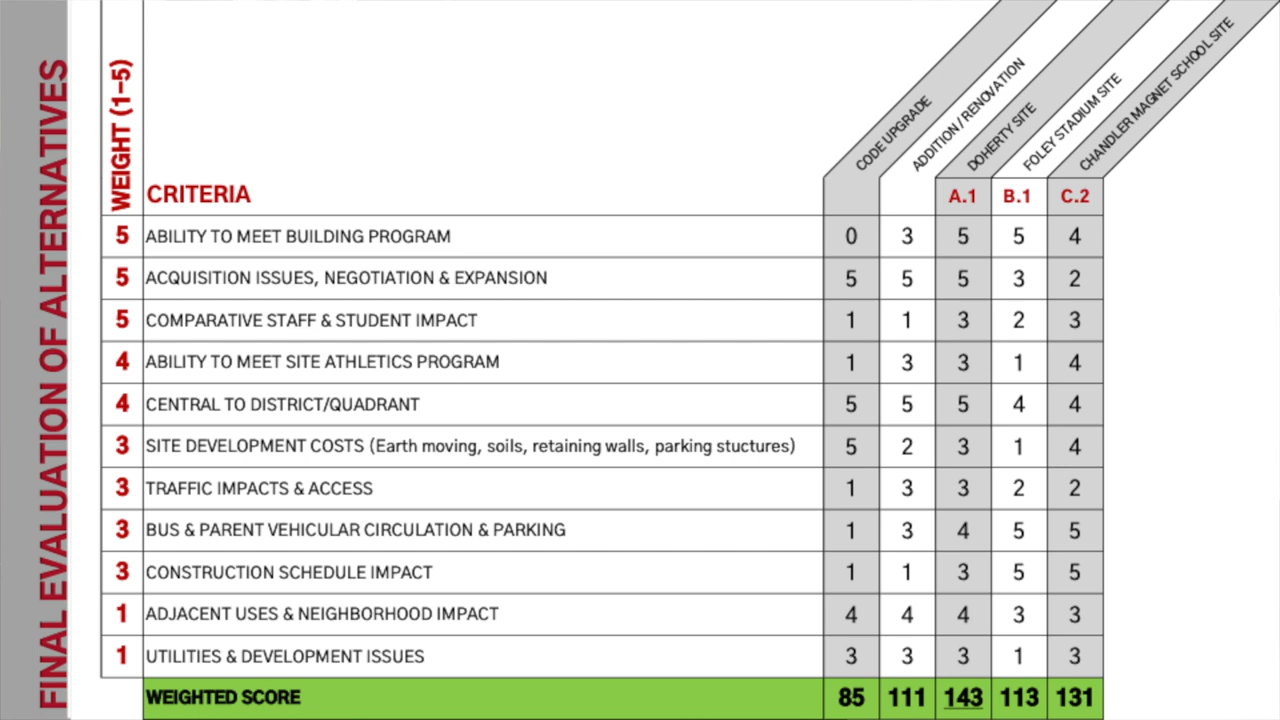 FINAL EVALUATION OF ALTERNATIVES
WEIGHT (1–5)
CRITERIA
CODE UPGRADE
ADDITION / RENOVATION
DOHERTY SITE
FOLEY STADIUM SITE
CHANDLER MAGNET SCHOOL SITE
A.1 B.1 C.2
5 ABILITY TO MEET BUILDING PROGRAM 0 3 5 5 4
5 ACQUISITION ISSUES, NEGOTIATION & EXPANSION 5 5 5 3 2
5 COMPARATIVE STAFF & STUDENT IMPACT 1 1 3 2 3
4 ABILITY TO MEET SITE ATHLETICS PROGRAM 1 3 3 1 4
4 CENTRAL TO DISTRICT/QUADRANT 5 5 5 4 4
3 SITE DEVELOPMENT COSTS (Earth moving, soils, retaining walls, parking stuctures) 5 2 3 1 4
3 TRAFFIC IMPACTS & ACCESS 1 3 3 2 2
3 BUS & PARENT VEHICULAR CIRCULATION & PARKING 1 3 4 5 5
3 CONSTRUCTION SCHEDULE IMPACT 1 1 3 5 5
1 ADJACENT USES & NEIGHBORHOOD IMPACT 4 4 4 3 3
1 UTILITIES & DEVELOPMENT ISSUES 3 3 3 1 3
WEIGHTED SCORE 85 111 143 113 131